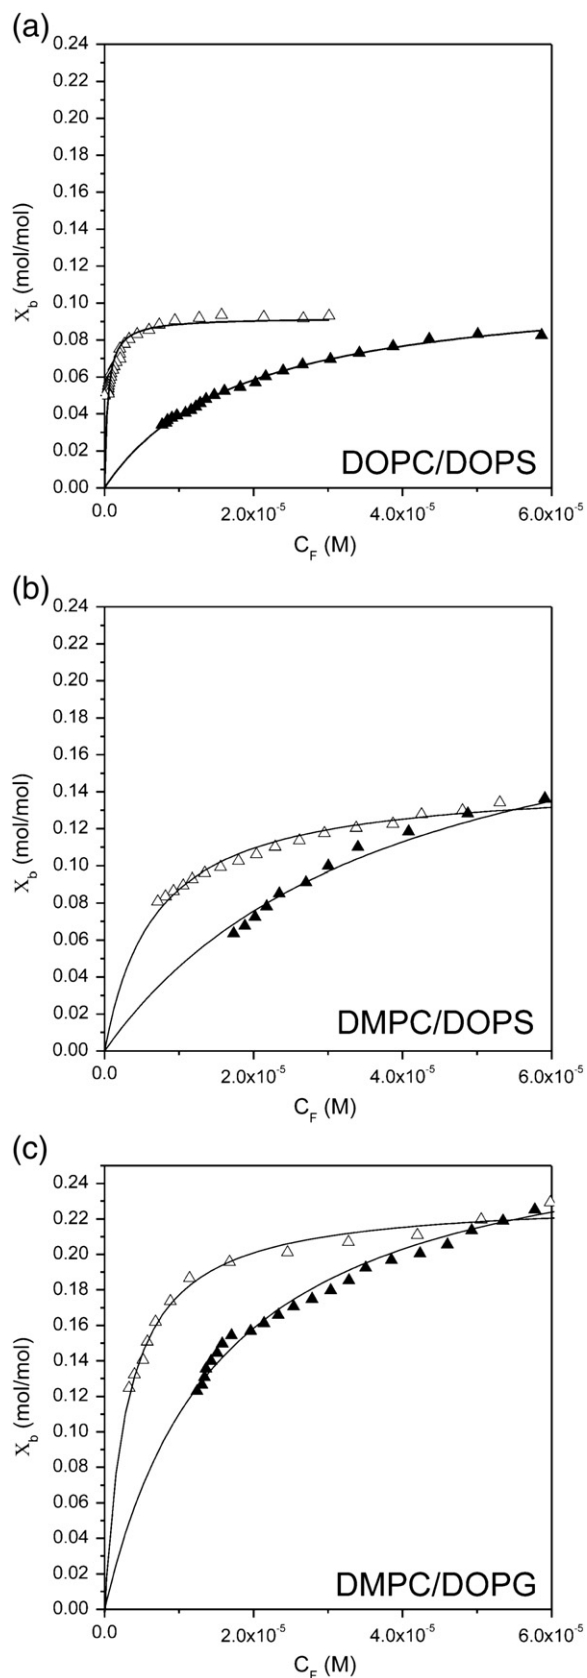 (a)
0.24
0.22
0.20
0.18
0.16
0.14
0.12
0.10
0.08
0.06
0.04
0.02
0.00
X_b (mol/mol)
DOPC/DOPS
0.0
2.0x10^-5
4.0x10^-5
6.0x10^-5
C_F (M)
(b)
0.24
0.22
0.20
0.18
0.16
0.14
0.12
0.10
0.08
0.06
0.04
0.02
0.00
X_b (mol/mol)
DMPC/DOPS
0.0
2.0x10^-5
4.0x10^-5
6.0x10^-5
C_F (M)
(c)
0.24
0.22
0.20
0.18
0.16
0.14
0.12
0.10
0.08
0.06
0.04
0.02
0.00
X_b (mol/mol)
DMPC/DOPG
0.0
2.0x10^-5
4.0x10^-5
6.0x10^-5
C_F (M)